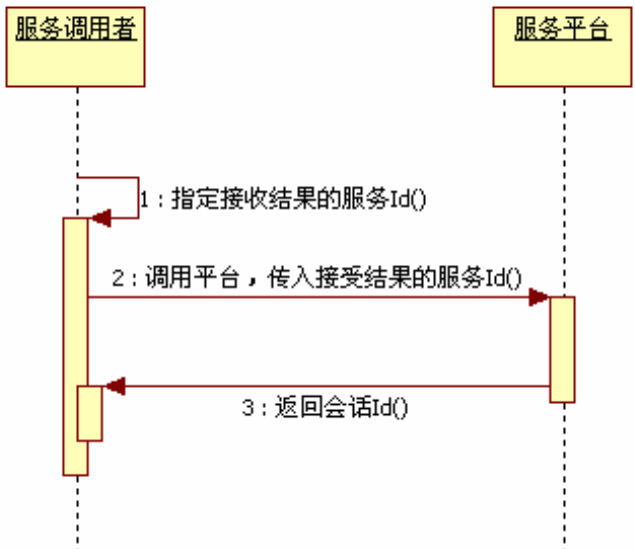 服务调用者
服务平台
1 : 指定接收结果的服务Id()
2 : 调用平台，传入接受结果的服务Id()
3 : 返回会话Id()